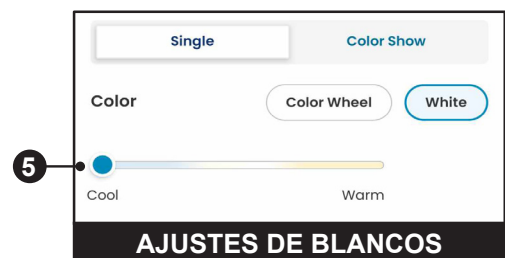 Single Color Show
Color Color Wheel White
5
Cool Warm
AJUSTES DE BLANCOS